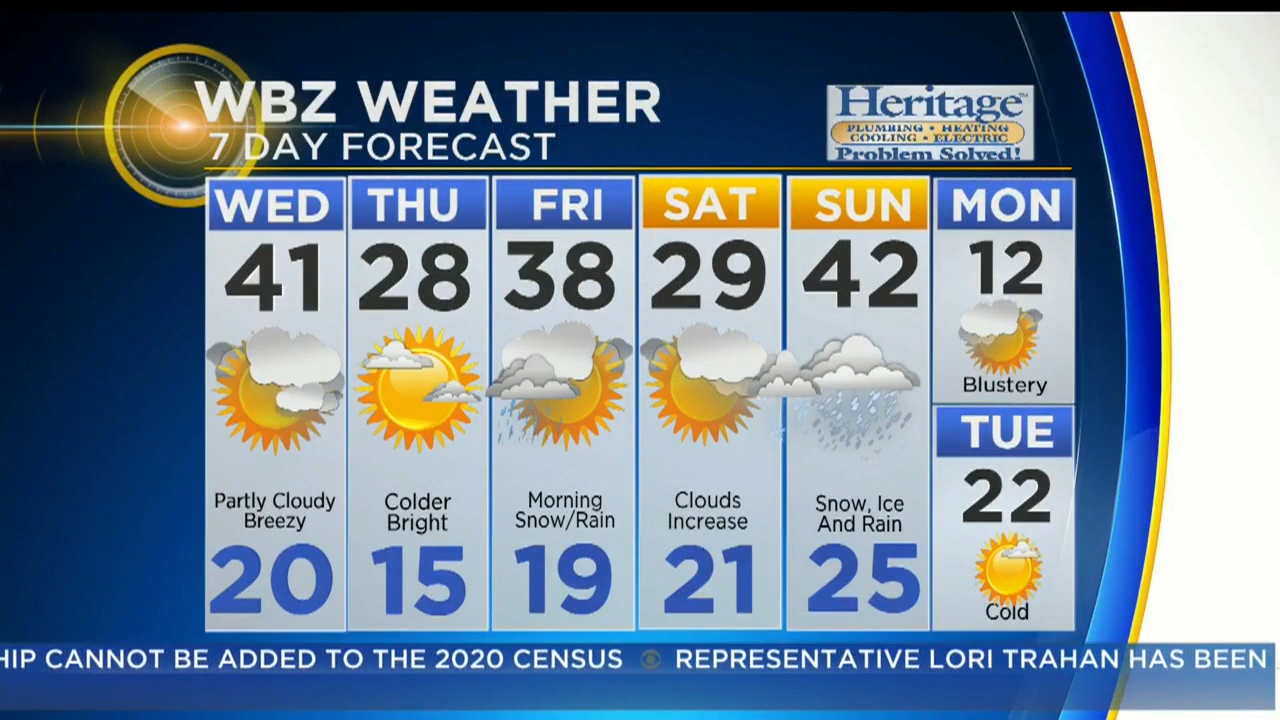 WBZ WEATHER
7 DAY FORECAST
Heritage™
PLUMBING • HEATING
COOLING • ELECTRIC
Problem Solved!
WED
41
Partly Cloudy
Breezy
20
THU
28
Colder
Bright
15
FRI
38
Morning
Snow/Rain
19
SAT
29
Clouds
Increase
21
SUN
42
Snow, Ice
And Rain
25
MON
12
Blustery
TUE
22
Cold
HIP CANNOT BE ADDED TO THE 2020 CENSUS REPRESENTATIVE LORI TRAHAN HAS BEEN